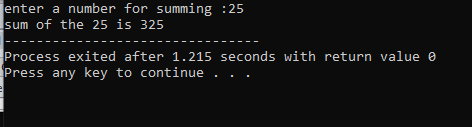 enter a number for summing :25
sum of the 25 is 325
--------------------------------
Process exited after 1.215 seconds with return value 0
Press any key to continue . . .